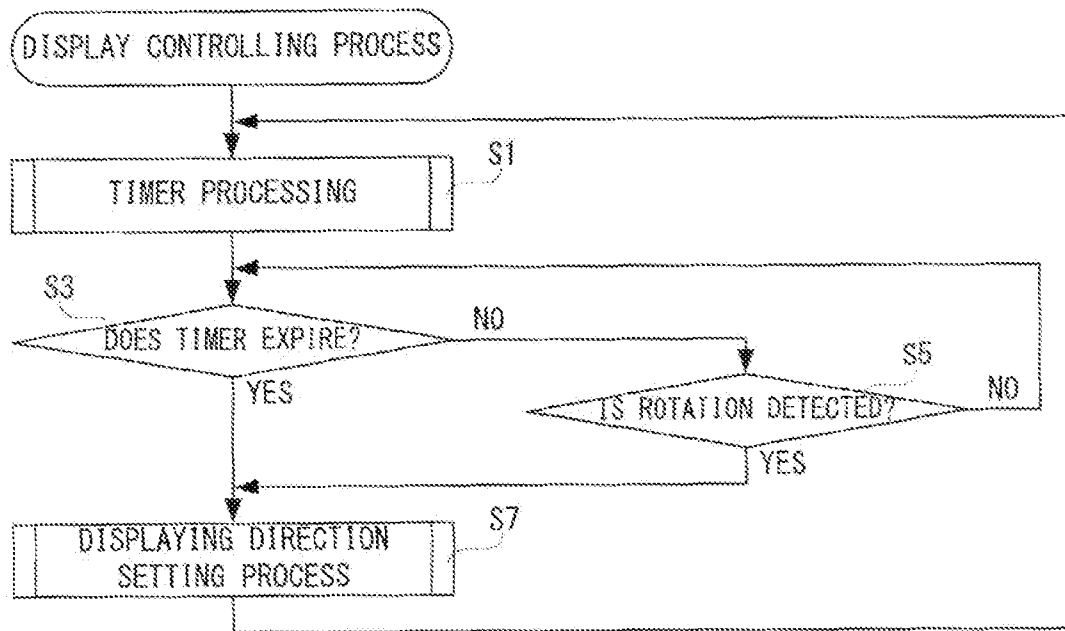 DISPLAY CONTROLLING PROCESS
S1
TIMER PROCESSING
S3
DOES TIMER EXPIRE?
NO
YES
S5
IS ROTATION DETECTED?
NO
YES
S7
DISPLAYING DIRECTION
SETTING PROCESS